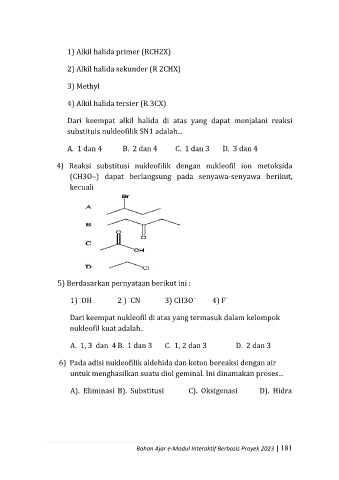 1) Alkil halida primer (RCH2X)
2) Alkil halida sekunder (R 2CHX)
3) Methyl
4) Alkil halida tersier (R 3CX)
Dari keempat alkil halida di atas yang dapat menjalani reaksi
substituis nukleofilik SN1 adalah...
A. 1 dan 4 B. 2 dan 4 C. 1 dan 3 D. 3 dan 4
4) Reaksi substitusi nukleofilik dengan nukleofil ion metoksida
(CH3O–) dapat berlangsung pada senyawa-senyawa berikut,
kecuali
Br
A
B
O
O
C
OH
D
Cl
5) Berdasarkan pernyataan berikut ini :
1) ⁻OH 2 ) ⁻CN 3) CH3O⁻ 4) F⁻
Dari keempat nukleofil di atas yang termasuk dalam kelompok
nukleofil kuat adalah..
A. 1, 3 dan 4 B. 1 dan 3 C. 1, 2 dan 3 D. 2 dan 3
6) Pada adisi nukleofilik aldehida dan keton bereaksi dengan air
untuk menghasilkan suatu diol geminal. Ini dinamakan proses...
A). Eliminasi B). Substitusi C). Oksigenasi D). Hidra
Bahan Ajar e-Modul Interaktif Berbasis Proyek 2023 | 181